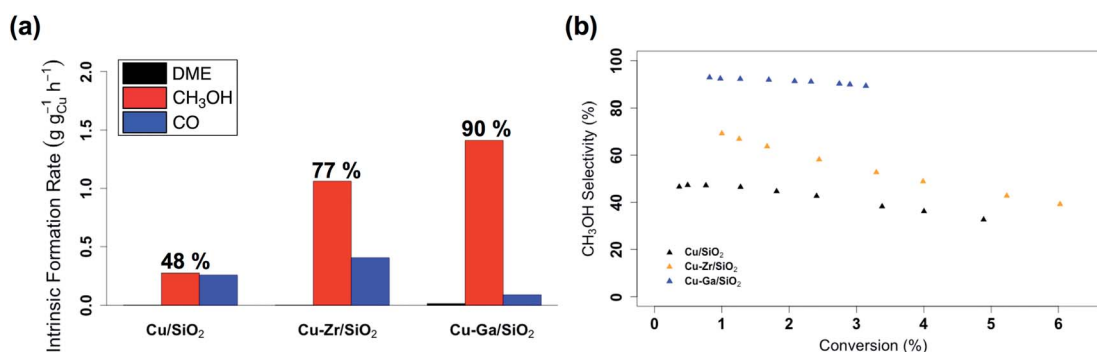 (a)
Intrinsic Formation Rate (g g⁻¹Cu h⁻¹)
0.0
0.5
1.0
1.5
2.0
DME
CH₃OH
CO
48 %
77 %
90 %
Cu/SiO₂
Cu-Zr/SiO₂
Cu-Ga/SiO₂
(b)
CH₃OH Selectivity (%)
100
80
60
40
20
0
Cu/SiO₂
Cu-Zr/SiO₂
Cu-Ga/SiO₂
0 1 2 3 4 5 6
Conversion (%)